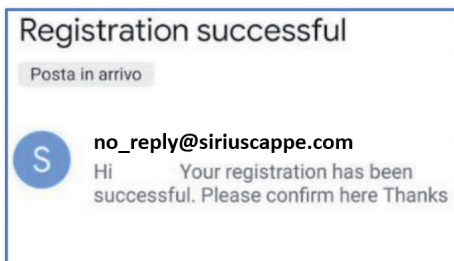 Registration successful
Posta in arrivo
S
no_reply@siriuscappe.com
Hi Your registration has been
successful. Please confirm here Thanks